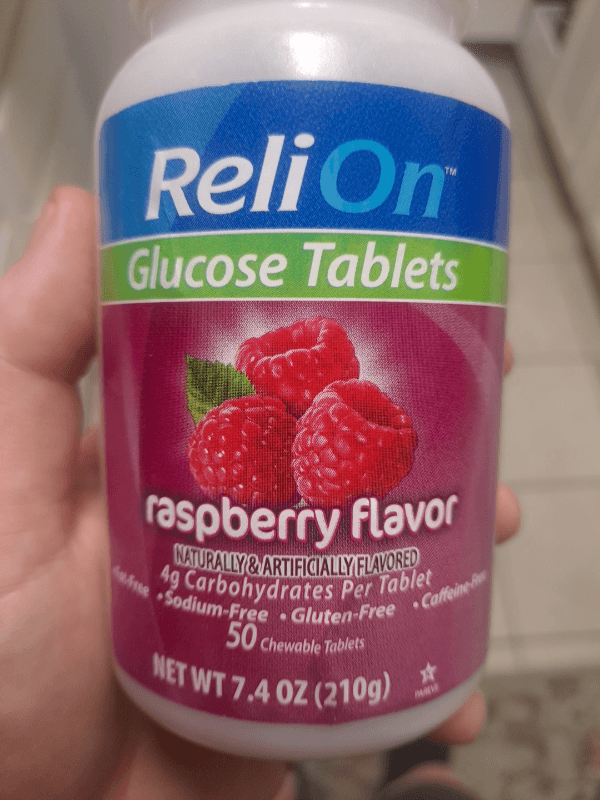 ReliOn™
Glucose Tablets
raspberry flavor
NATURALLY & ARTIFICIALLY FLAVORED
4g Carbohydrates Per Tablet
Fat-Free • Sodium-Free • Gluten-Free • Caffeine-Free
50 Chewable Tablets
NET WT 7.4 OZ (210g)
PAREVE